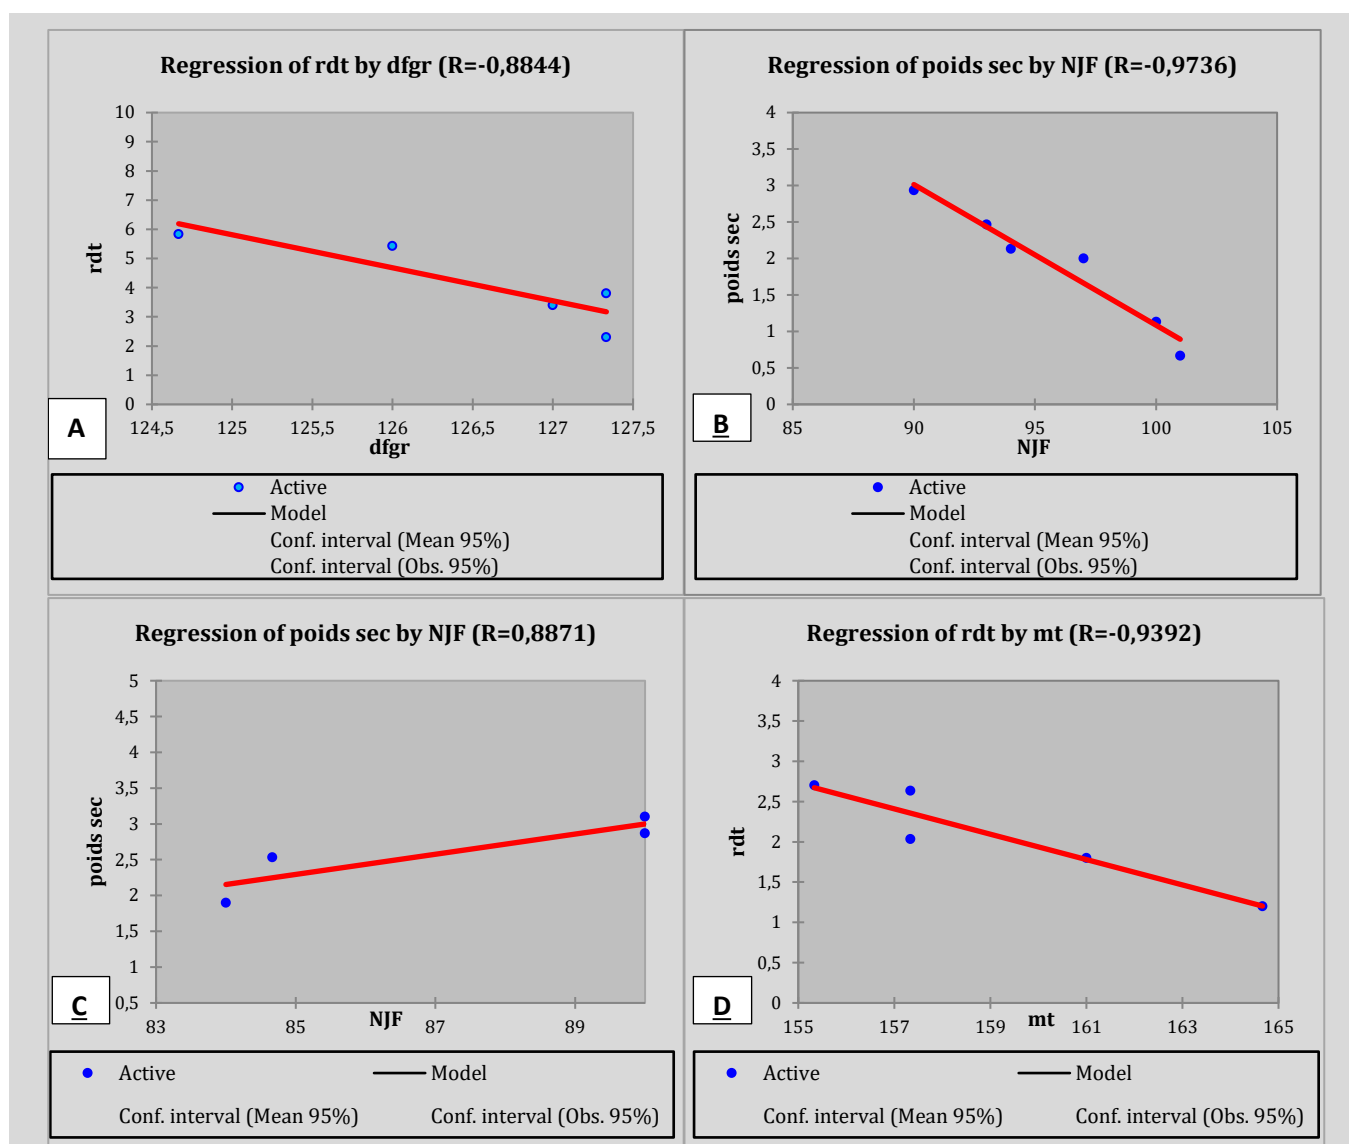 Regression of rdt by dfgr (R=-0,8844)
10
9
8
7
6
5
4
3
2
1
0
rdt
124,5 125 125,5 126 126,5 127 127,5
dfgr
A
Active
Model
Conf. interval (Mean 95%)
Conf. interval (Obs. 95%)
Regression of poids sec by NJF (R=-0,9736)
4
3,5
3
2,5
2
1,5
1
0,5
0
poids sec
85 90 95 100 105
NJF
B
Active
Model
Conf. interval (Mean 95%)
Conf. interval (Obs. 95%)
Regression of poids sec by NJF (R=0,8871)
5
4,5
4
3,5
3
2,5
2
1,5
1
0,5
poids sec
83 85 87 89
NJF
C
Active Model
Conf. interval (Mean 95%) Conf. interval (Obs. 95%)
Regression of rdt by mt (R=-0,9392)
4
3,5
3
2,5
2
1,5
1
0,5
0
rdt
155 157 159 161 163 165
mt
D
Active Model
Conf. interval (Mean 95%) Conf. interval (Obs. 95%)